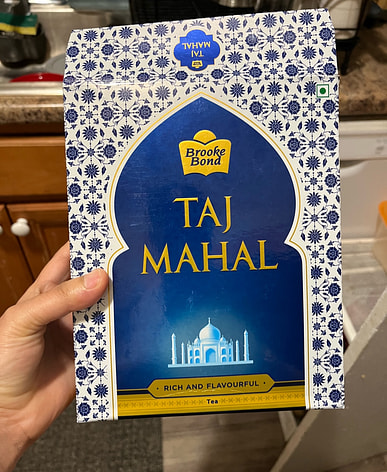 TAJ
MAHAL
Brooke
Bond
TAJ
MAHAL
RICH AND FLAVOURFUL
Tea